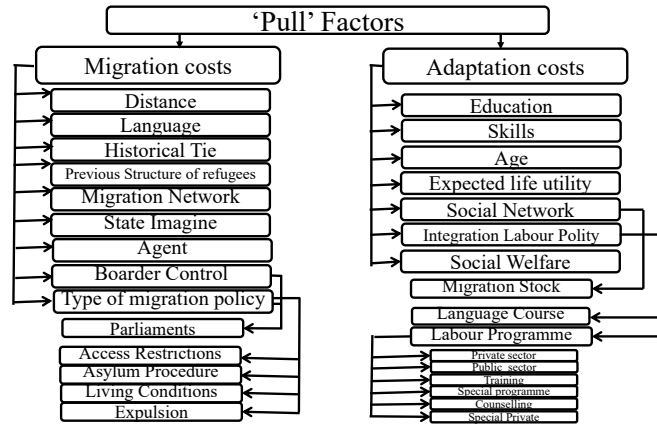 ‘Pull’ Factors
Migration costs
Distance
Language
Historical Tie
Previous Structure of refugees
Migration Network
State Imagine
Agent
Boarder Control
Type of migration policy
Parliaments
Access Restrictions
Asylum Procedure
Living Conditions
Expulsion
Adaptation costs
Education
Skills
Age
Expected life utility
Social Network
Integration Labour Polity
Social Welfare
Migration Stock
Language Course
Labour Programme
Private sector
Public sector
Training
Special programme
Counselling
Special Private